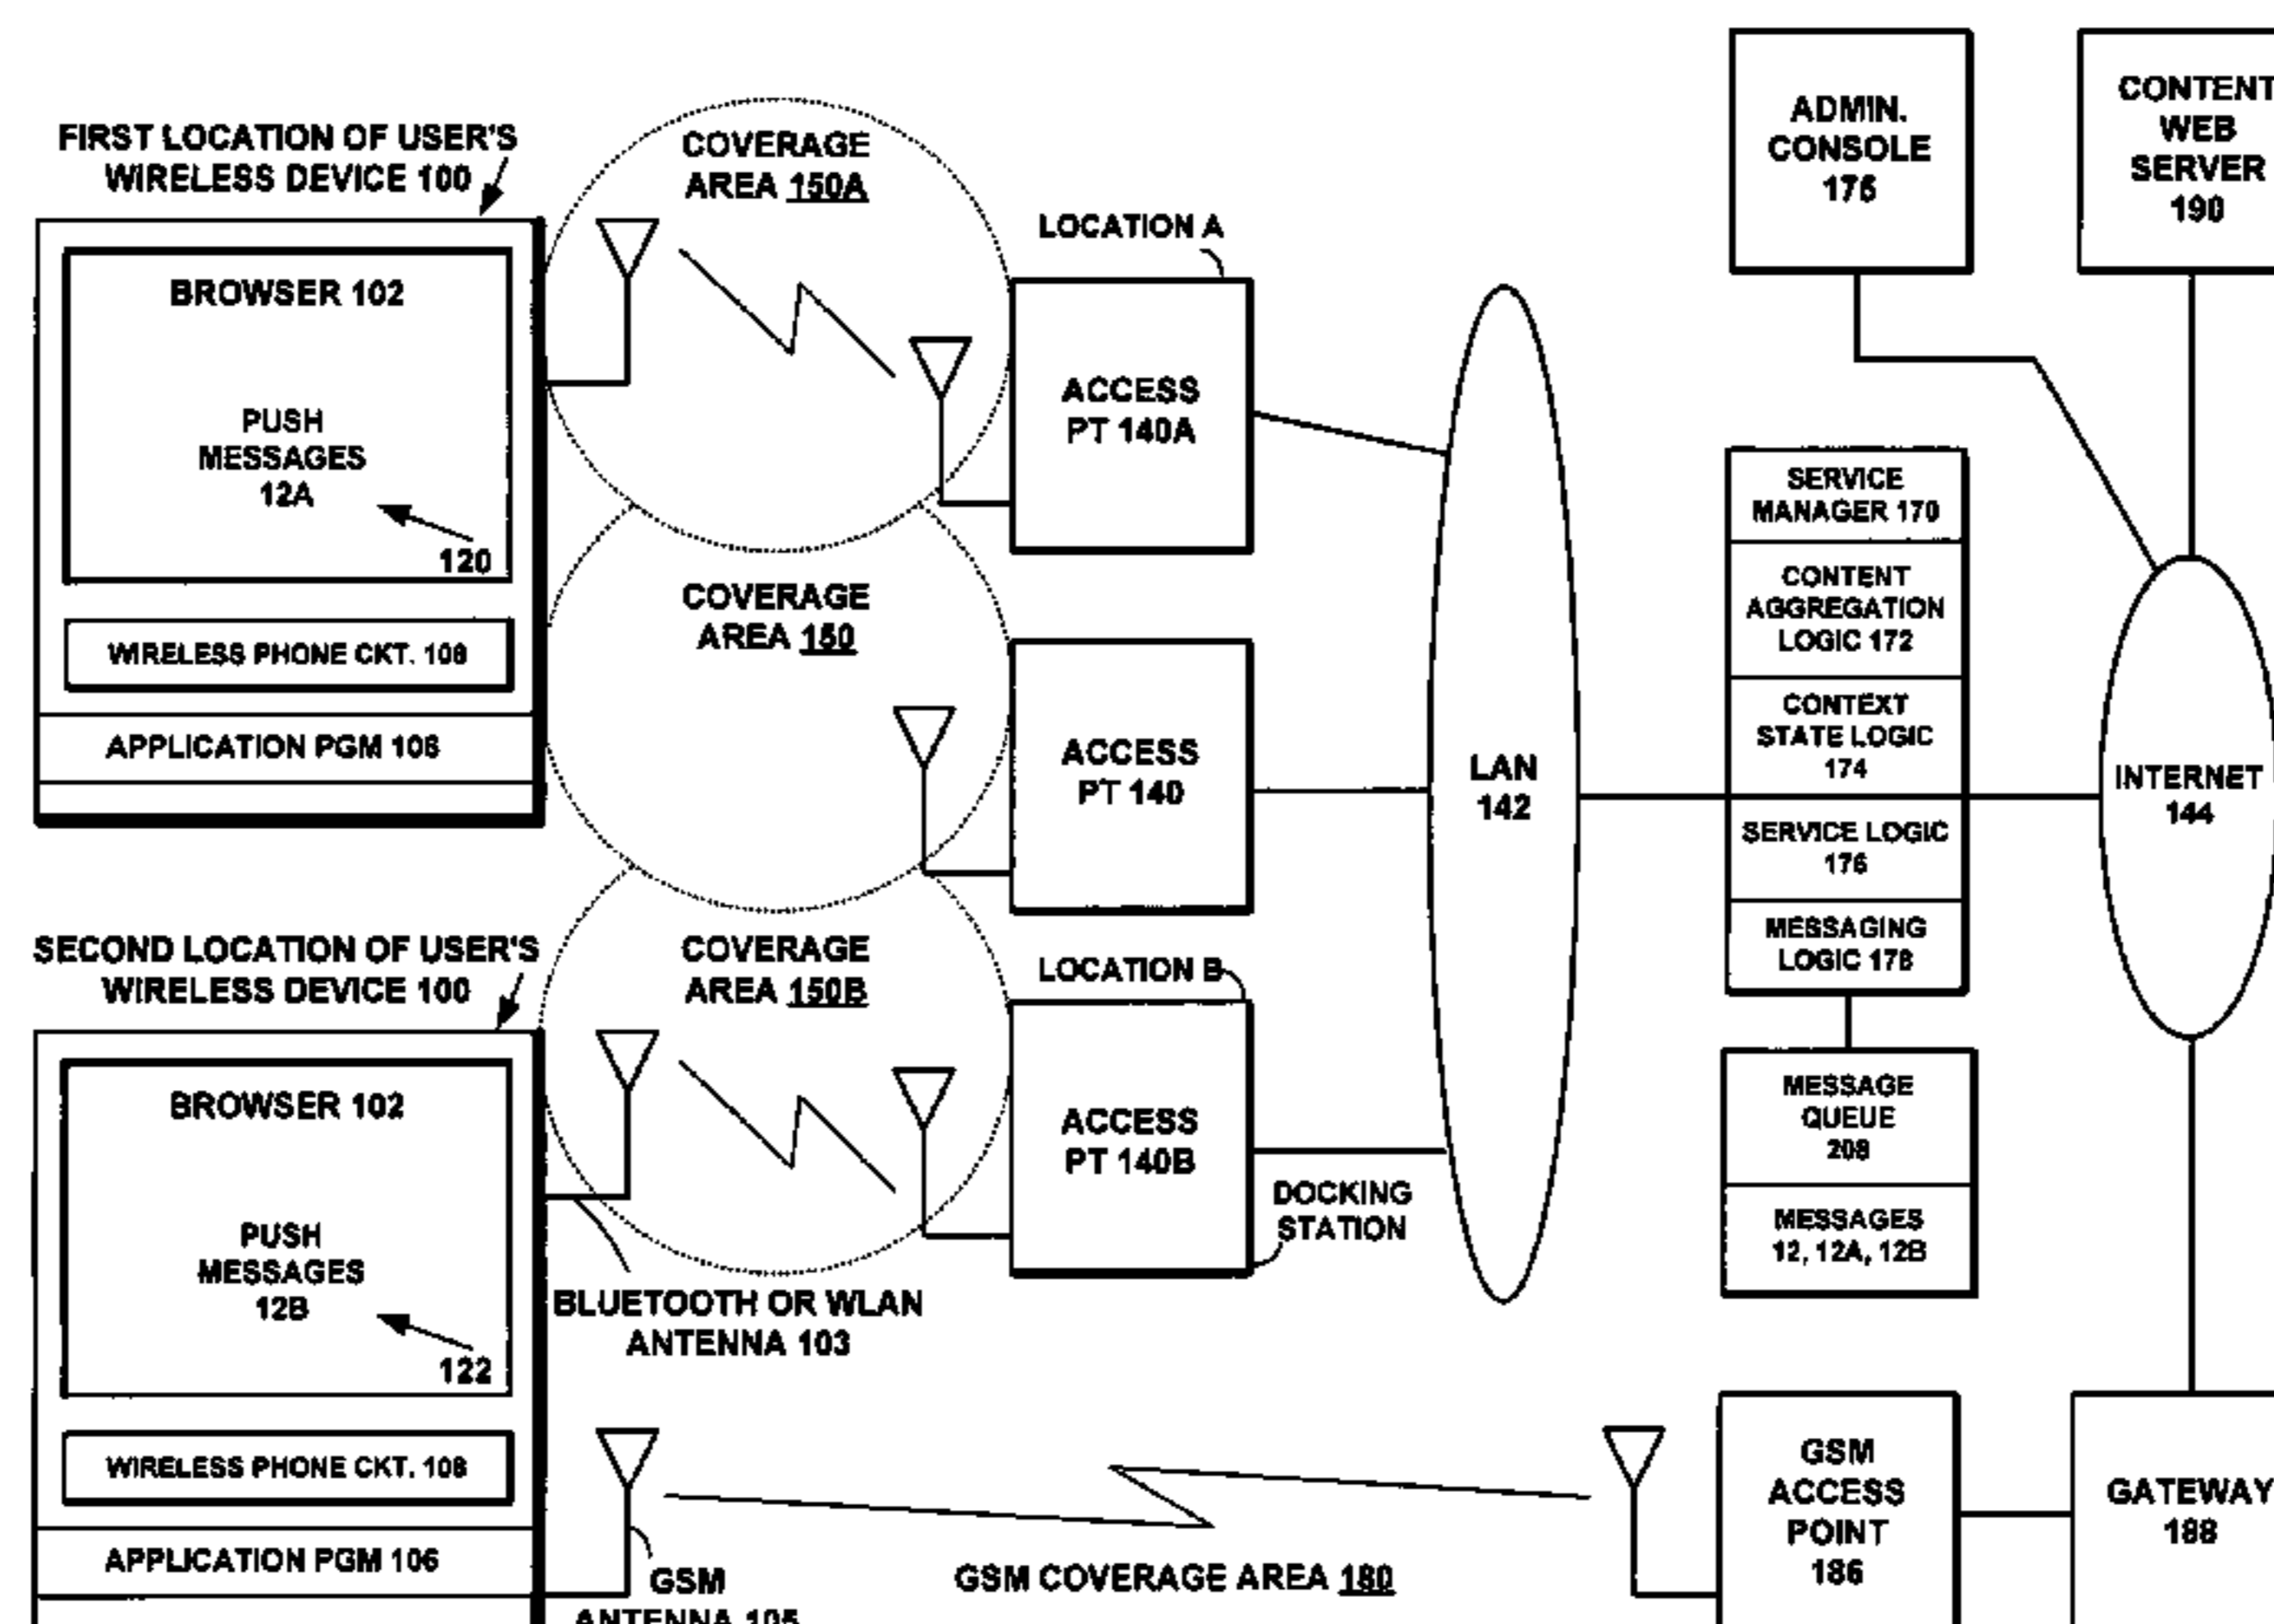 FIRST LOCATION OF USER'S
WIRELESS DEVICE 100
BROWSER 102
PUSH
MESSAGES
12A
120
WIRELESS PHONE CKT. 108
APPLICATION PGM 106
COVERAGE
AREA 150A
LOCATION A
ACCESS
PT 140A
COVERAGE
AREA 150
ACCESS
PT 140
SECOND LOCATION OF USER'S
WIRELESS DEVICE 100
BROWSER 102
PUSH
MESSAGES
12B
122
WIRELESS PHONE CKT. 108
APPLICATION PGM 106
COVERAGE
AREA 150B
LOCATION B
ACCESS
PT 140B
DOCKING
STATION
BLUETOOTH OR WLAN
ANTENNA 103
GSM
ANTENNA 105
GSM COVERAGE AREA 180
LAN
142
ADMIN.
CONSOLE
175
CONTENT
WEB
SERVER
190
SERVICE
MANAGER 170
CONTENT
AGGREGATION
LOGIC 172
CONTEXT
STATE LOGIC
174
SERVICE LOGIC
176
MESSAGING
LOGIC 178
INTERNET
144
MESSAGE
QUEUE
208
MESSAGES
12, 12A, 12B
GSM
ACCESS
POINT
186
GATEWAY
188